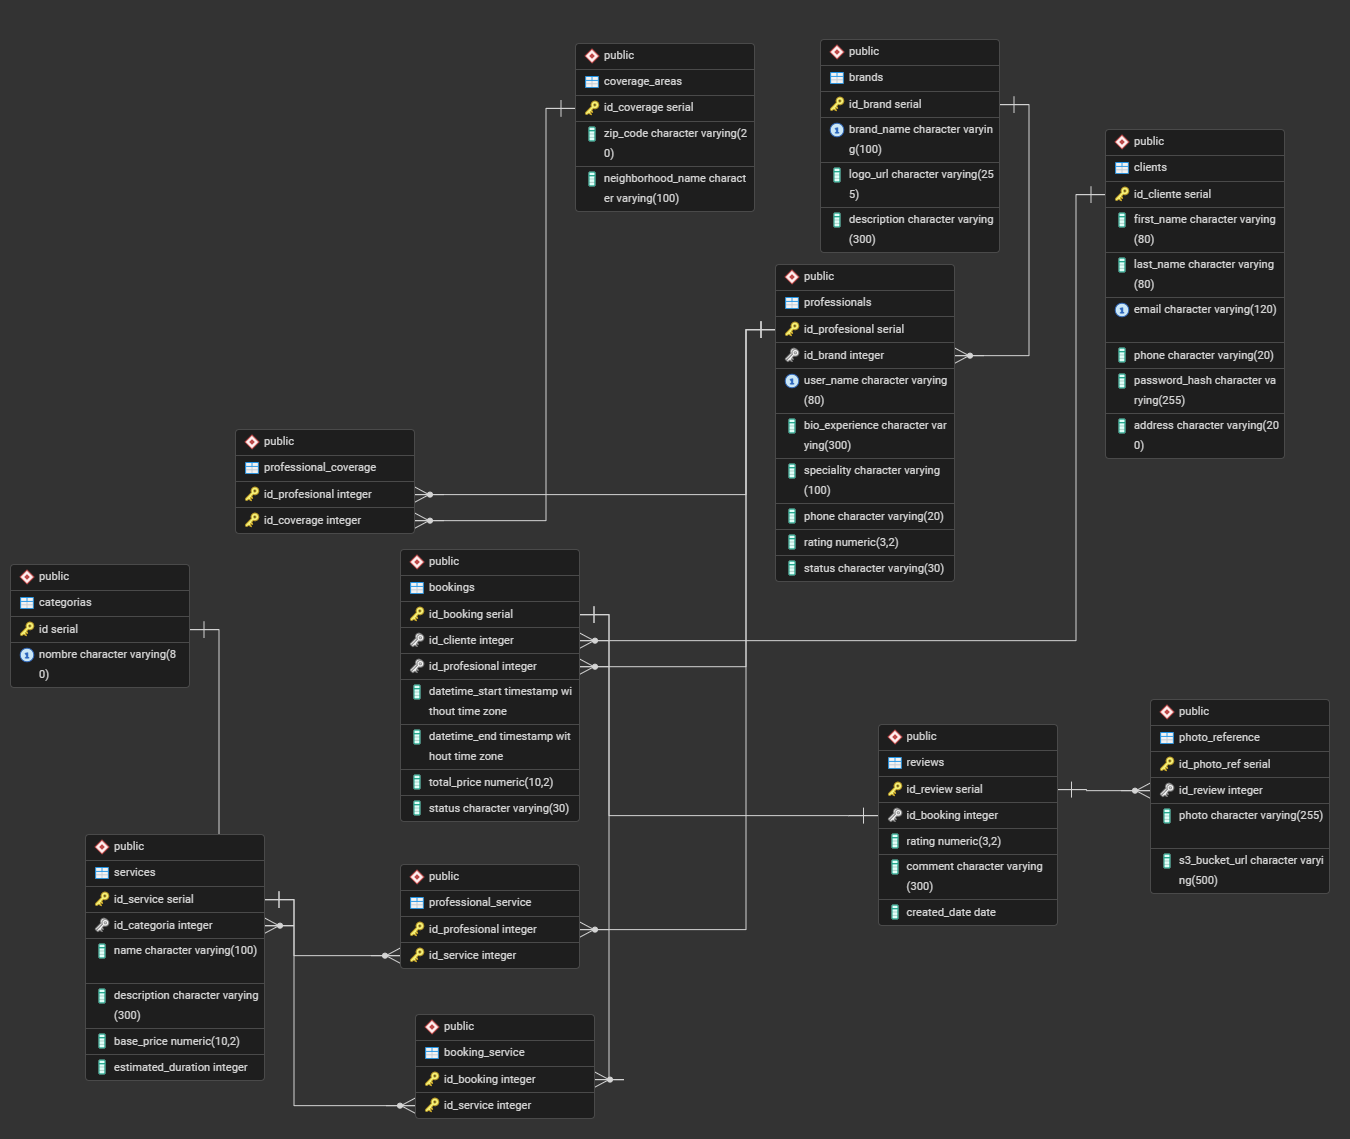 public
coverage_areas
id_coverage serial
zip_code character varying(2
0)
neighborhood_name charact
er varying(100)
public
brands
id_brand serial
brand_name character varyin
g(100)
logo_url character varying(25
5)
description character varying
(300)
public
clients
id_cliente serial
first_name character varying
(80)
last_name character varying
(80)
email character varying(120)
phone character varying(20)
password_hash character va
rying(255)
address character varying(20
0)
public
professionals
id_profesional serial
id_brand integer
user_name character varying
(80)
bio_experience character var
ying(300)
speciality character varying
(100)
phone character varying(20)
rating numeric(3,2)
status character varying(30)
public
professional_coverage
id_profesional integer
id_coverage integer
public
categorias
id serial
nombre character varying(8
0)
public
bookings
id_booking serial
id_cliente integer
id_profesional integer
datetime_start timestamp wi
thout time zone
datetime_end timestamp wit
hout time zone
total_price numeric(10,2)
status character varying(30)
public
reviews
id_review serial
id_booking integer
rating numeric(3,2)
comment character varying
(300)
created_date date
public
photo_reference
id_photo_ref serial
id_review integer
photo character varying(255)
s3_bucket_url character varyi
ng(500)
public
services
id_service serial
id_categoria integer
name character varying(100)
description character varying
(300)
base_price numeric(10,2)
estimated_duration integer
public
professional_service
id_profesional integer
id_service integer
public
booking_service
id_booking integer
id_service integer